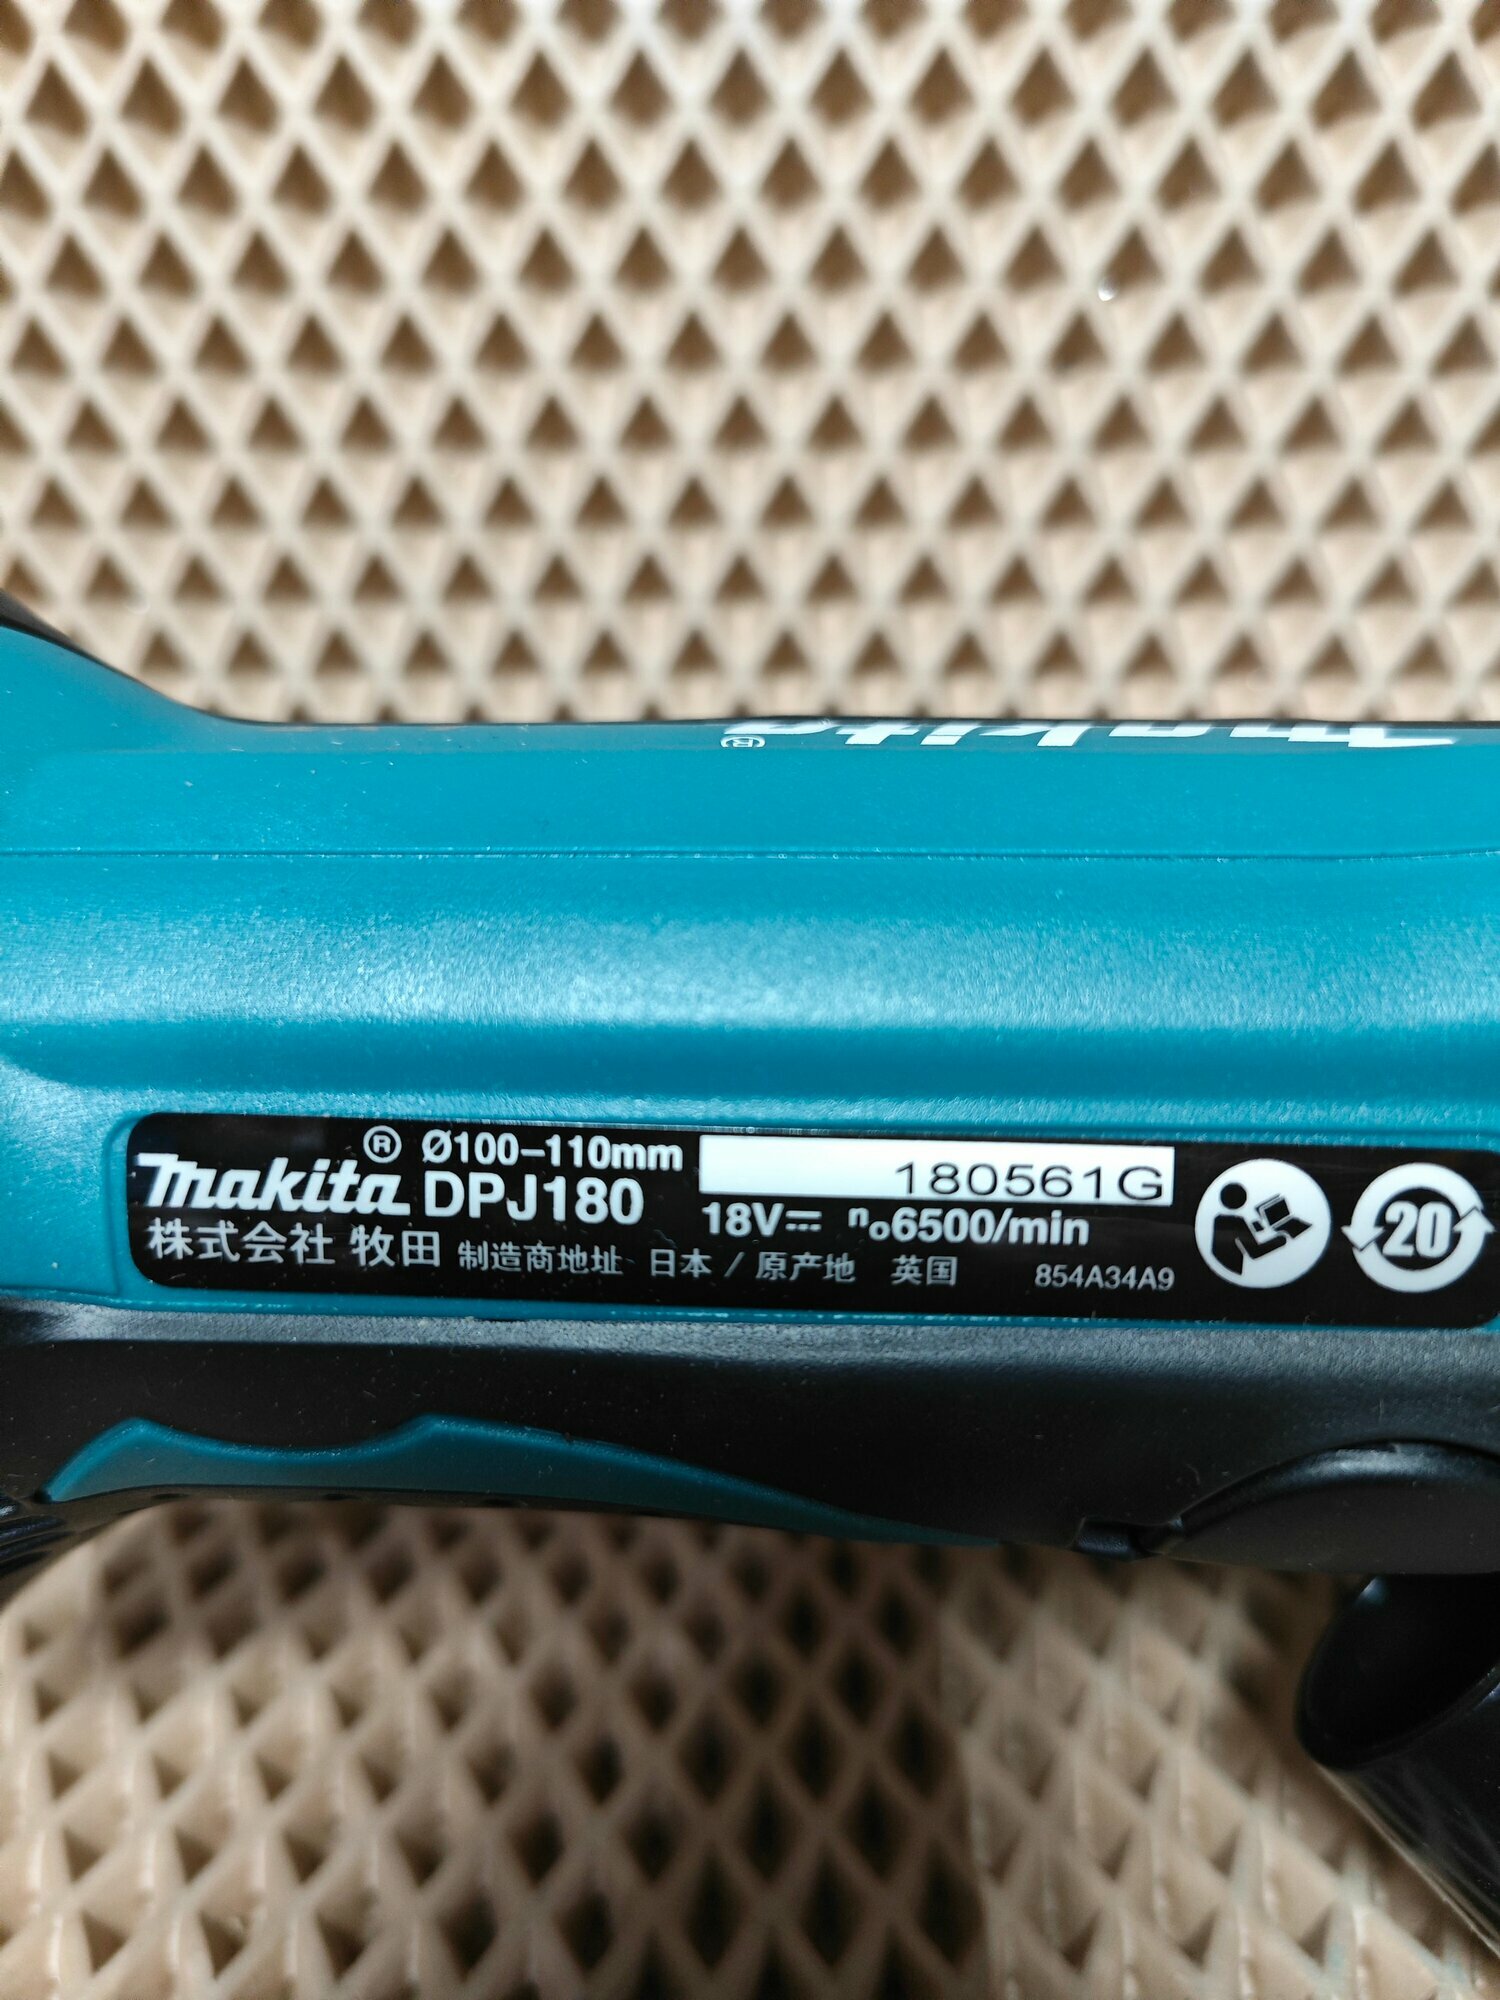 makita®
makita® Ø100–110mm
DPJ180
180561G
18V⎓ n₀6500/min
株式会社 牧田 制造商地址 日本 / 原产地 英国 854A34A9
20